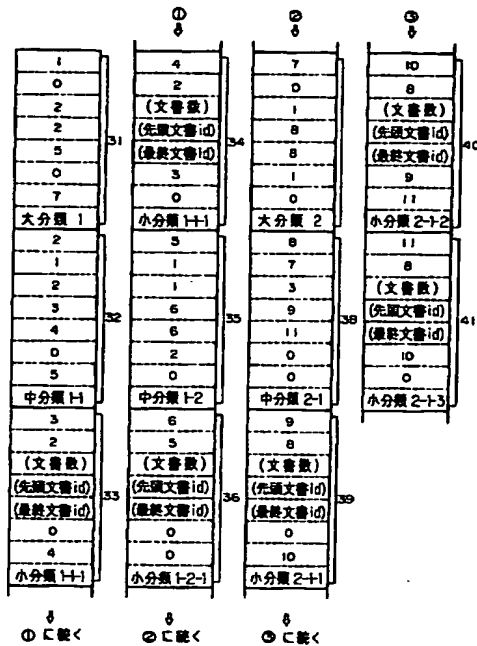 1
0
2
2
5
0
7
大分類 1
31
2
1
2
3
4
0
5
中分類 1-1
32
3
2
(文書数)
(先頭文書id)
(最終文書id)
0
4
小分類 1-1-1
33
⇩
①に続く
①
⇩
4
2
(文書数)
(先頭文書id)
(最終文書id)
3
0
小分類 1-1-1
34
5
1
1
6
6
2
0
中分類 1-2
35
6
5
(文書数)
(先頭文書id)
(最終文書id)
0
0
小分類 1-2-1
36
⇩
②に続く
②
⇩
7
0
1
8
8
1
0
大分類 2
8
7
3
9
11
0
0
中分類 2-1
38
9
8
(文書数)
(先頭文書id)
(最終文書id)
0
10
小分類 2-1-1
39
⇩
③に続く
③
⇩
10
8
(文書数)
(先頭文書id)
(最終文書id)
9
11
小分類 2-1-2
40
11
8
(文書数)
(先頭文書id)
(最終文書id)
10
0
小分類 2-1-3
41